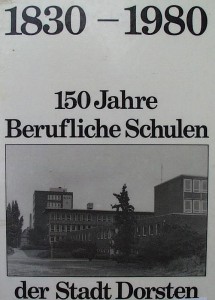 1830 – 1980
150 Jahre
Berufliche Schulen
der Stadt Dorsten